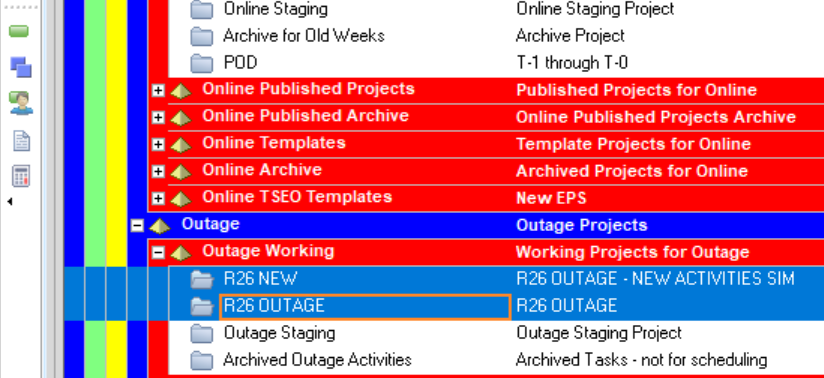 Online Staging Online Staging Project
Archive for Old Weeks Archive Project
POD T-1 through T-0
Online Published Projects Published Projects for Online
Online Published Archive Online Published Projects Archive
Online Templates Template Projects for Online
Online Archive Archived Projects for Online
Online TSEO Templates New EPS
Outage Outage Projects
Outage Working Working Projects for Outage
R26 NEW R26 OUTAGE - NEW ACTIVITIES SIM
R26 OUTAGE R26 OUTAGE
Outage Staging Outage Staging Project
Archived Outage Activities Archived Tasks - not for scheduling